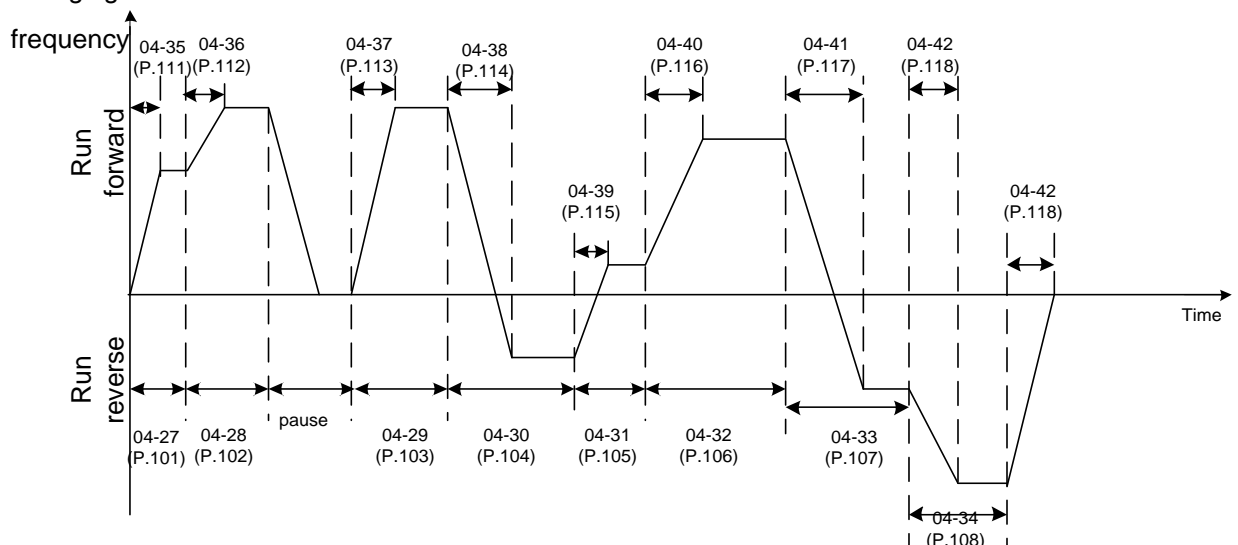 frequency
04-35
(P.111)
04-36
(P.112)
04-37
(P.113)
04-38
(P.114)
04-40
(P.116)
04-41
(P.117)
04-42
(P.118)
Run
forward
04-39
(P.115)
04-42
(P.118)
Time
Run
reverse
pause
04-27
(P.101)
04-28
(P.102)
04-29
(P.103)
04-30
(P.104)
04-31
(P.105)
04-32
(P.106)
04-33
(P.107)
04-34
(P.108)